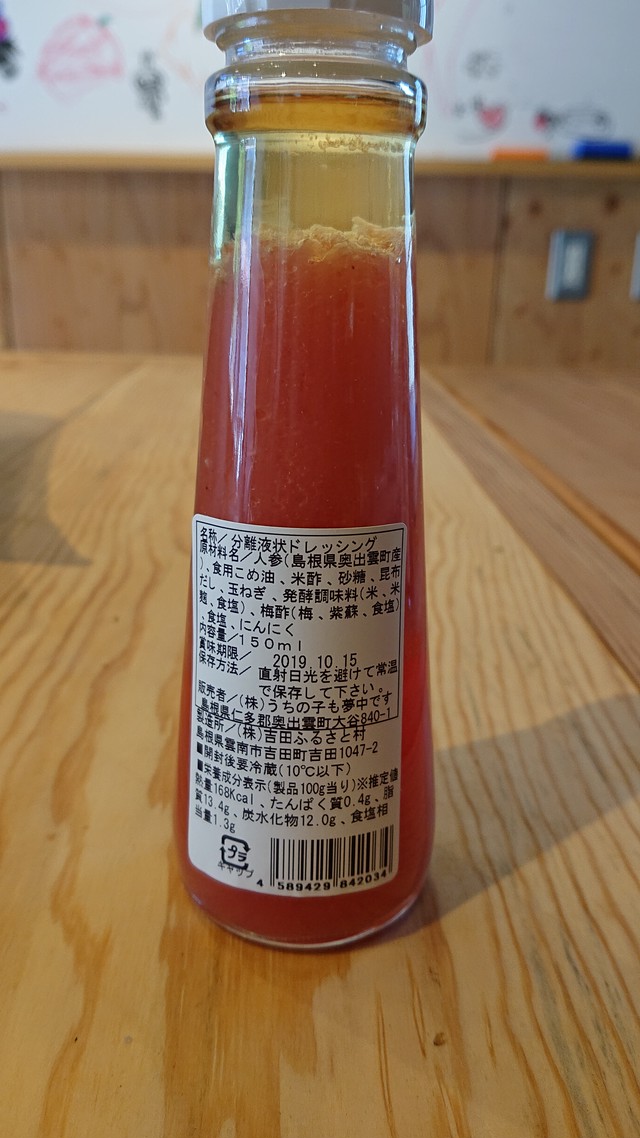 名称/分離液状ドレッシング
原材料名/人参(島根県奥出雲町産
)、食用こめ油、米酢、砂糖、昆布
だし、玉ねぎ、発酵調味料(米、米
麹、食塩)、梅酢(梅、紫蘇、食塩)
、食塩、にんにく
内容量/150ml
賞味期限/ 2019.10.15
保存方法/ 直射日光を避けて常温
で保存して下さい。
販売者/(株)うちの子も夢中です
島根県仁多郡奥出雲町大谷840-1
製造所/(株)吉田ふるさと村
島根県雲南市吉田町吉田1047-2
■開封後要冷蔵(10℃以下)
■栄養成分表示(製品100g当り)※推定値
熱量168Kcal、たんぱく質0.4g、脂
質13.4g、炭水化物12.0g、食塩相
当量1.3g
プラ
キャップ
4 589429 842034